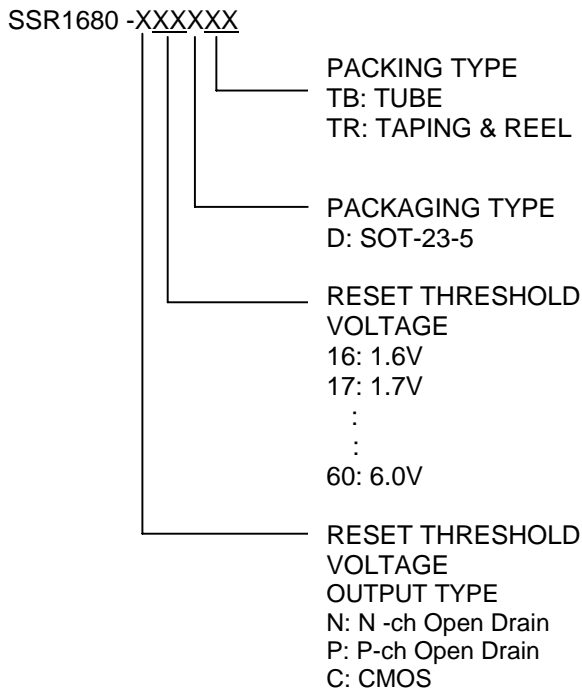 SSR1680 -XXXXXX
PACKING TYPE
TB: TUBE
TR: TAPING & REEL
PACKAGING TYPE
D: SOT-23-5
RESET THRESHOLD
VOLTAGE
16: 1.6V
17: 1.7V
:
:
60: 6.0V
RESET THRESHOLD
VOLTAGE
OUTPUT TYPE
N: N -ch Open Drain
P: P-ch Open Drain
C: CMOS